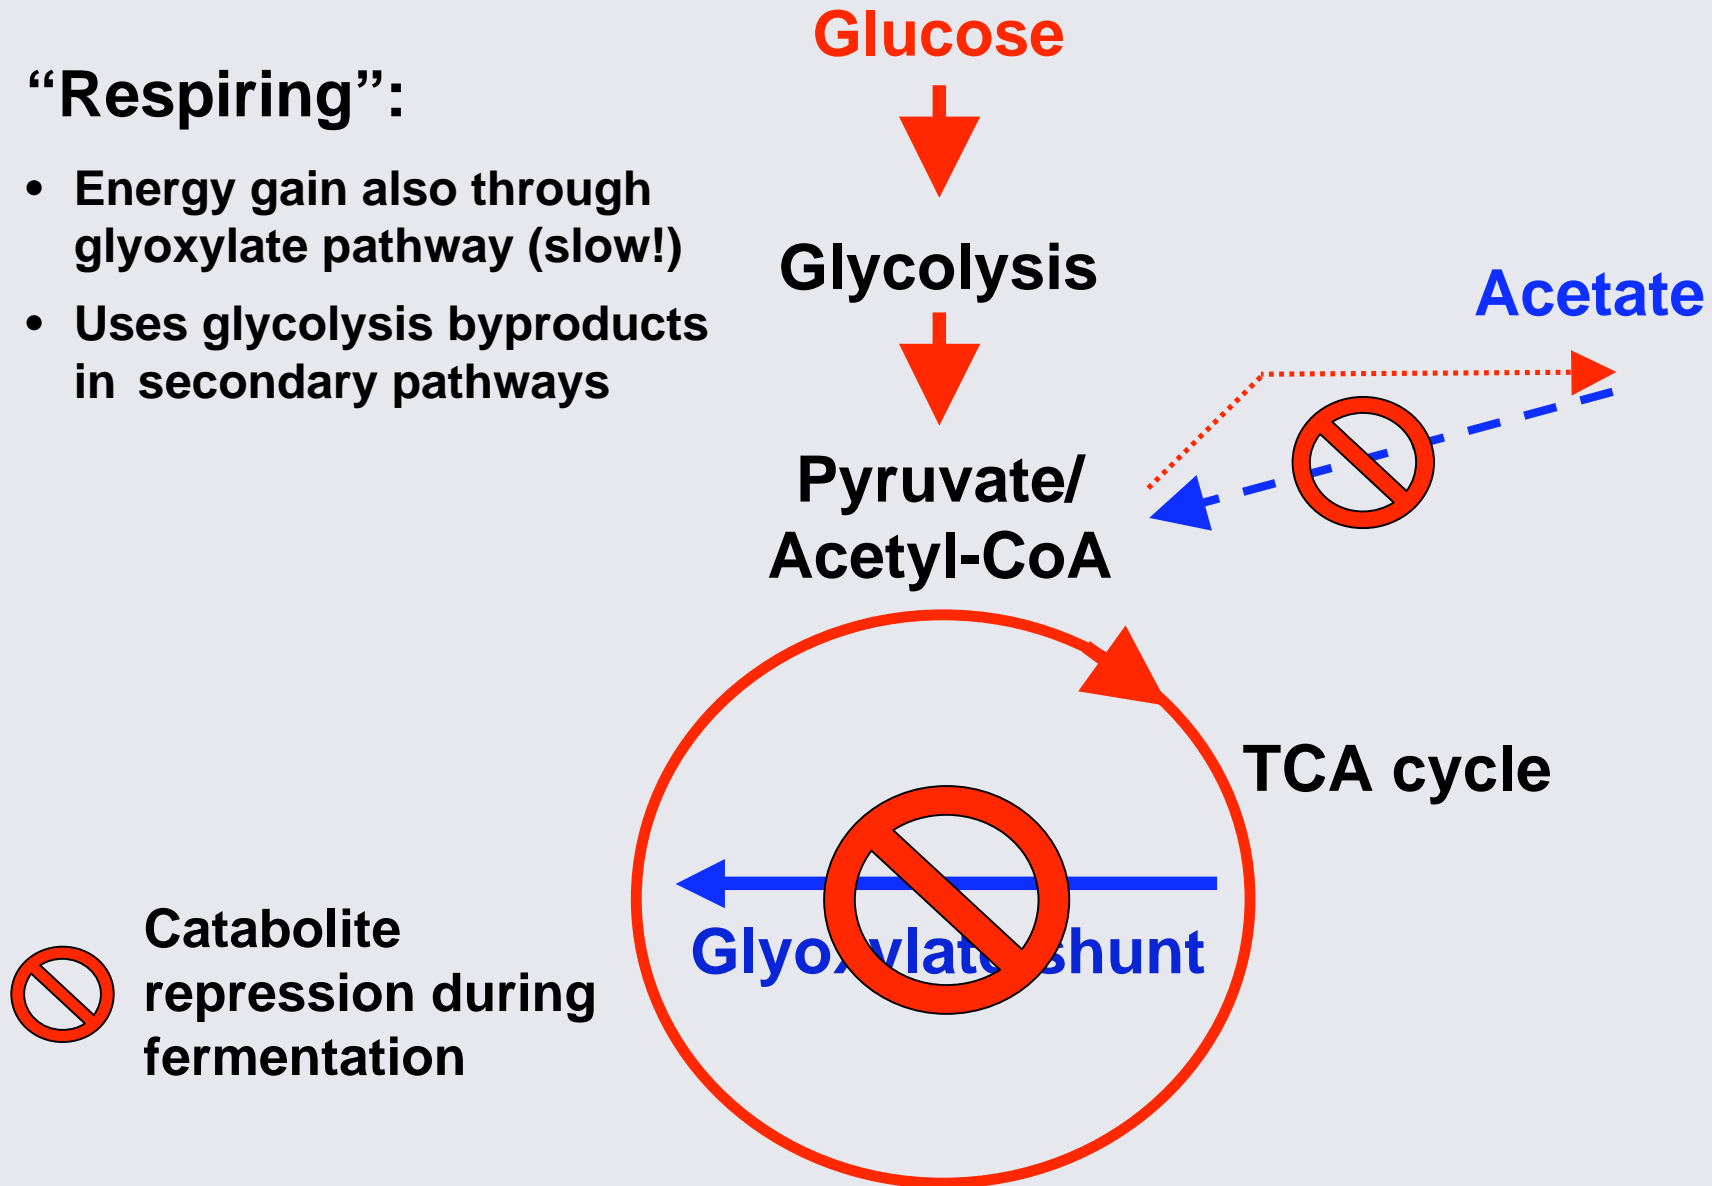 Glucose
“Respiring”:
• Energy gain also through
glyoxylate pathway (slow!)
• Uses glycolysis byproducts
in secondary pathways
Glycolysis
Acetate
Pyruvate/
Acetyl-CoA
TCA cycle
Glyoxylate shunt
Catabolite
repression during
fermentation